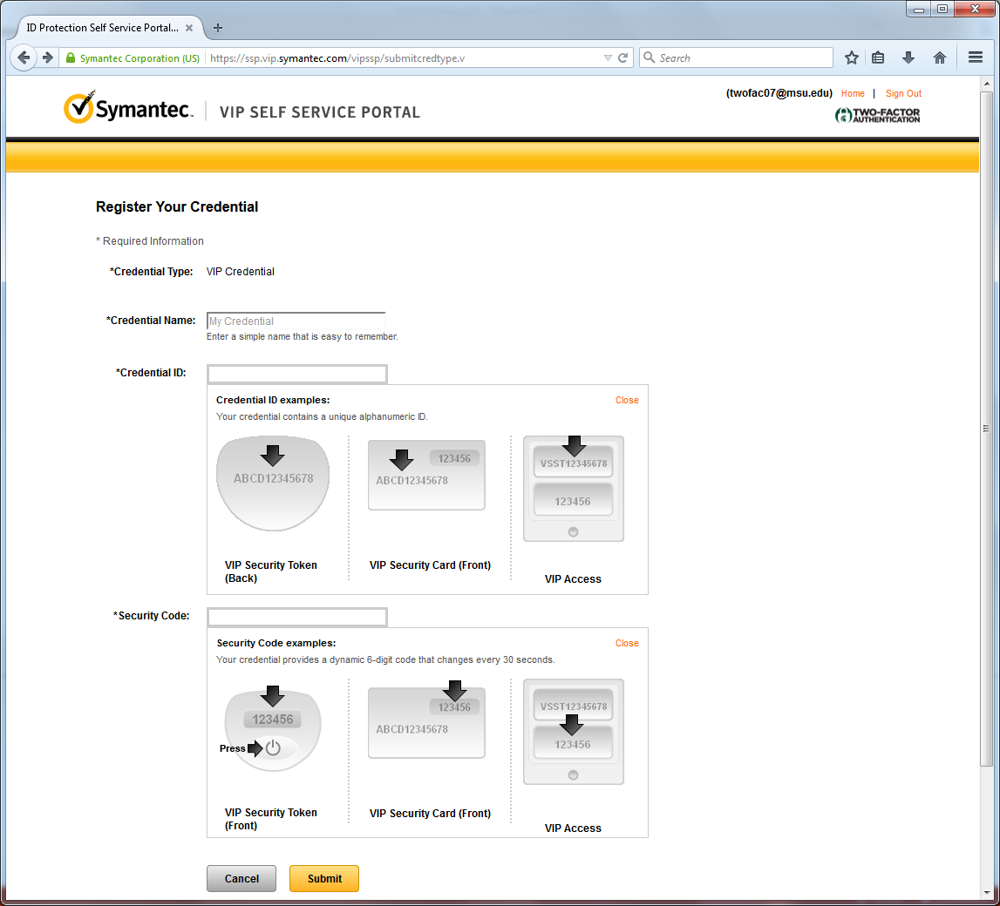 ID Protection Self Service Portal...
Symantec Corporation (US) https://ssp.vip.symantec.com/vipssp/submitcredtype.v Search
(twofac07@msu.edu) Home | Sign Out
Symantec. VIP SELF SERVICE PORTAL
TWO-FACTOR
AUTHENTICATION
Register Your Credential
* Required Information
*Credential Type: VIP Credential
*Credential Name: My Credential
Enter a simple name that is easy to remember.
*Credential ID:
Credential ID examples: Close
Your credential contains a unique alphanumeric ID.
ABCD12345678
123456
ABCD12345678
VSST12345678
123456
VIP Security Token
(Back)
VIP Security Card (Front)
VIP Access
*Security Code:
Security Code examples: Close
Your credential provides a dynamic 6-digit code that changes every 30 seconds.
123456
Press
123456
ABCD12345678
VSST12345678
123456
VIP Security Token
(Front)
VIP Security Card (Front)
VIP Access
Cancel Submit